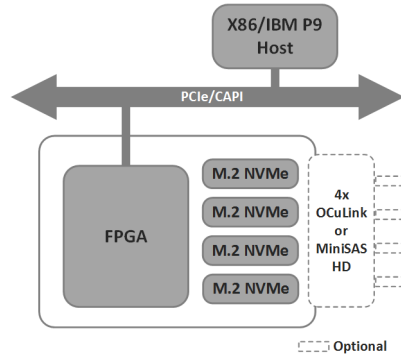 X86/IBM P9
Host
PCIe/CAPI
FPGA
M.2 NVMe
M.2 NVMe
M.2 NVMe
M.2 NVMe
4x
OCuLink
or
MiniSAS
HD
Optional